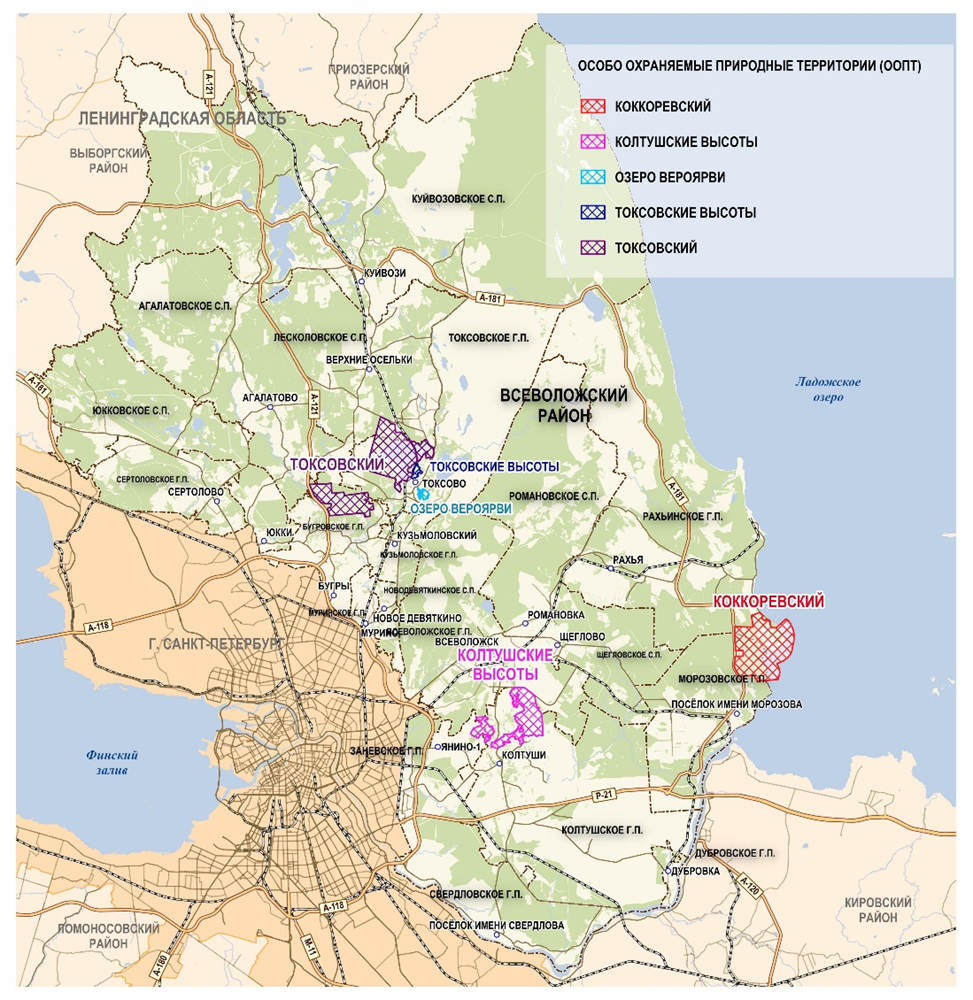 ОСОБО ОХРАНЯЕМЫЕ ПРИРОДНЫЕ ТЕРРИТОРИИ (ООПТ)
КОККОРЕВСКИЙ
КОЛТУШСКИЕ ВЫСОТЫ
ОЗЕРО ВЕРОЯРВИ
ТОКСОВСКИЕ ВЫСОТЫ
ТОКСОВСКИЙ
ПРИОЗЕРСКИЙ
РАЙОН
А-121
ЛЕНИНГРАДСКАЯ ОБЛАСТЬ
ВЫБОРГСКИЙ
РАЙОН
КУЙВОЗОВСКОЕ С.П.
КУЙВОЗИ
А-181
АГАЛАТОВСКОЕ С.П.
ЛЕСКОЛОВСКОЕ С.П.
ТОКСОВСКОЕ Г.П.
ВЕРХНИЕ ОСЕЛЬКИ
А-181
ВСЕВОЛОЖСКИЙ
РАЙОН
Ладожское
озеро
АГАЛАТОВО
А-121
ЮККОВСКОЕ С.П.
ТОКСОВСКИЙ
ТОКСОВСКИЕ ВЫСОТЫ
СЕРТОЛОВСКОЕ Г.П.
СЕРТОЛОВО
ТОКСОВО
А-181
РОМАНОВСКОЕ С.П.
ОЗЕРО ВЕРОЯРВИ
РАХЬИНСКОЕ Г.П.
БУГРОВСКОЕ Г.П.
ЮККИ
КУЗЬМОЛОВСКИЙ
КУЗЬМОЛОВСКОЕ Г.П.
РАХЬЯ
БУГРЫ
НОВОДЕВЯТКИНСКОЕ С.П.
КОККОРЕВСКИЙ
МУРИНСКОЕ Г.П.
НОВОЕ ДЕВЯТКИНО
РОМАНОВКА
А-118
МУРИНО
ВСЕВОЛОЖСКОЕ Г.П.
ВСЕВОЛОЖСК
ЩЕГЛОВО
Г. САНКТ-ПЕТЕРБУРГ
ЩЕГЛОВСКОЕ С.П.
КОЛТУШСКИЕ
ВЫСОТЫ
МОРОЗОВСКОЕ Г.П.
ПОСЁЛОК ИМЕНИ МОРОЗОВА
Финский
залив
ЗАНЕВСКОЕ Г.П.
ЯНИНО-1
КОЛТУШИ
Р-21
КОЛТУШСКОЕ Г.П.
ДУБРОВСКОЕ Г.П.
ДУБРОВКА
А-120
СВЕРДЛОВСКОЕ Г.П.
А-118
КИРОВСКИЙ
РАЙОН
ПОСЁЛОК ИМЕНИ СВЕРДЛОВА
ЛОМОНОСОВСКИЙ
РАЙОН
М-11
А-180